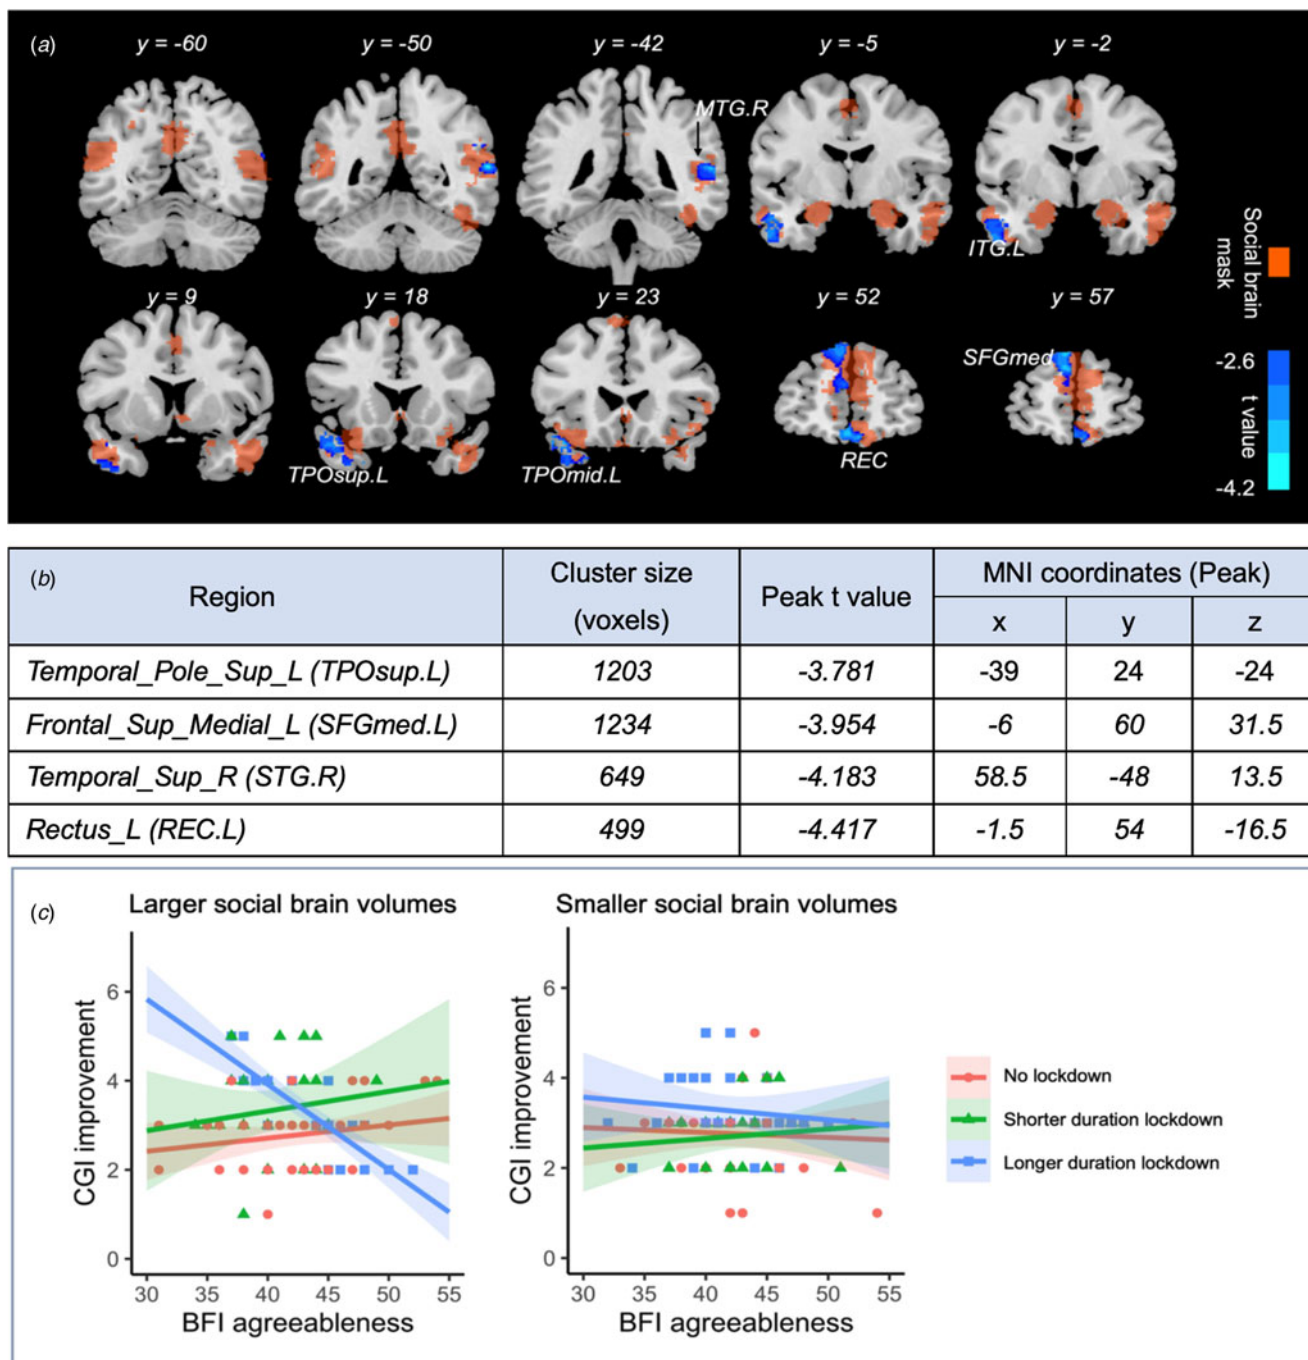 (a)
y = -60
y = -50
y = -42
y = -5
y = -2
MTG.R
ITG.L
Social brain
mask
y = 9
y = 18
y = 23
y = 52
y = 57
SFGmed
TPOsup.L
TPOmid.L
REC
-2.6
t value
-4.2
(b)
Region
Cluster size
(voxels)
Peak t value
MNI coordinates (Peak)
x y z
Temporal_Pole_Sup_L (TPOsup.L) 1203 -3.781 -39 24 -24
Frontal_Sup_Medial_L (SFGmed.L) 1234 -3.954 -6 60 31.5
Temporal_Sup_R (STG.R) 649 -4.183 58.5 -48 13.5
Rectus_L (REC.L) 499 -4.417 -1.5 54 -16.5
(c)
Larger social brain volumes
CGI improvement
6
4
2
0
30 35 40 45 50 55
BFI agreeableness
Smaller social brain volumes
CGI improvement
6
4
2
0
30 35 40 45 50 55
BFI agreeableness
No lockdown
Shorter duration lockdown
Longer duration lockdown